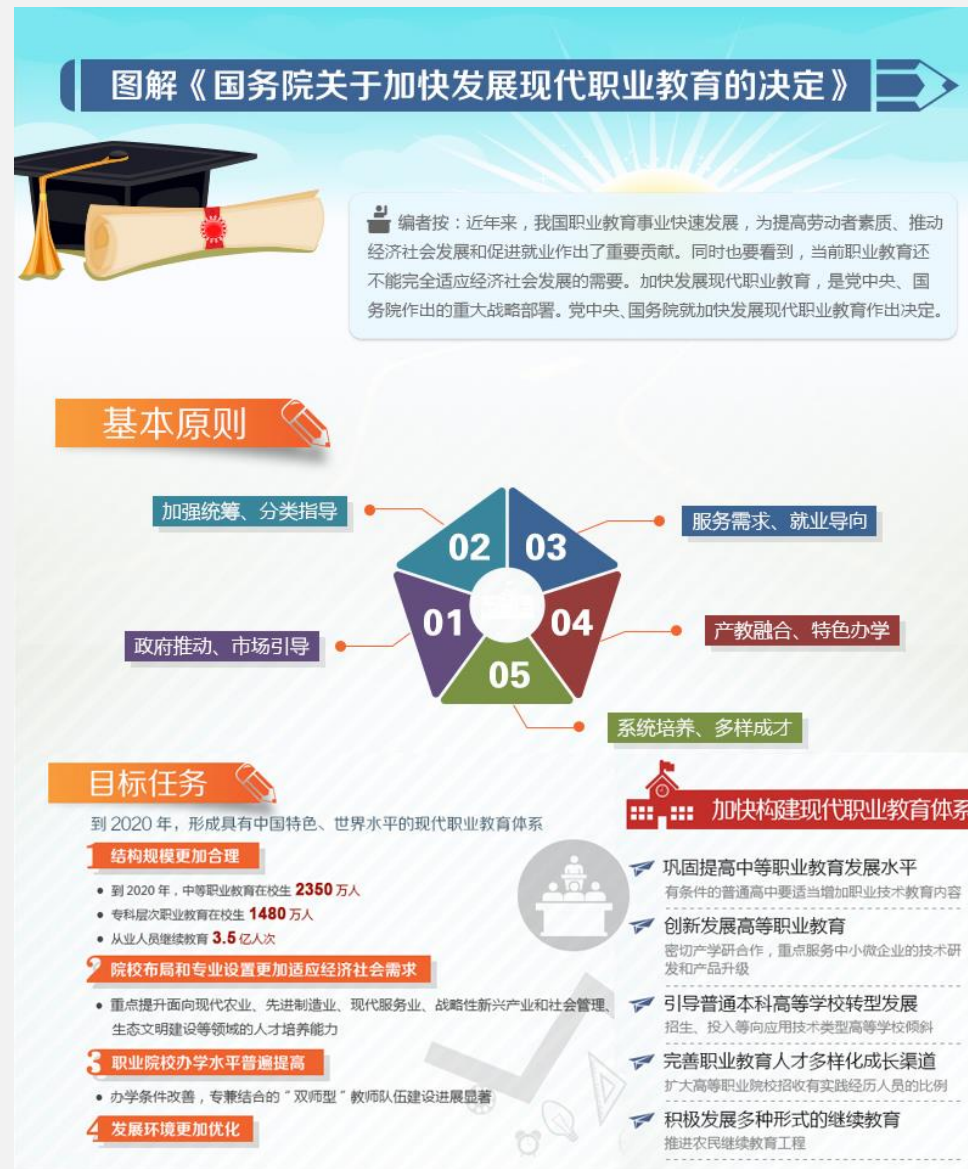 图解《国务院关于加快发展现代职业教育的决定》
编者按：近年来，我国职业教育事业快速发展，为提高劳动者素质、推动
经济社会发展和促进就业作出了重要贡献。同时也要看到，当前职业教育还
不能完全适应经济社会发展的需要。加快发展现代职业教育，是党中央、国
务院作出的重大战略部署。党中央、国务院就加快发展现代职业教育作出决定。
基本原则
加强统筹、分类指导
服务需求、就业导向
02
03
政府推动、市场引导
01
04
产教融合、特色办学
05
系统培养、多样成才
目标任务
到 2020 年，形成具有中国特色、世界水平的现代职业教育体系
1 结构规模更加合理
• 到 2020 年，中等职业教育在校生 2350 万人
• 专科层次职业教育在校生 1480 万人
• 从业人员继续教育 3.5 亿人次
2 院校布局和专业设置更加适应经济社会需求
• 重点提升面向现代农业、先进制造业、现代服务业、战略性新兴产业和社会管理、
生态文明建设等领域的人才培养能力
3 职业院校办学水平普遍提高
• 办学条件改善，专兼结合的“双师型”教师队伍建设进展显著
4 发展环境更加优化
加快构建现代职业教育体系
巩固提高中等职业教育发展水平
有条件的普通高中要适当增加职业技术教育内容
创新发展高等职业教育
密切产学研合作，重点服务中小微企业的技术研
发和产品升级
引导普通本科高等学校转型发展
招生、投入等向应用技术类型高等学校倾斜
完善职业教育人才多样化成长渠道
扩大高等职业院校招收有实践经历人员的比例
积极发展多种形式的继续教育
推进农民继续教育工程